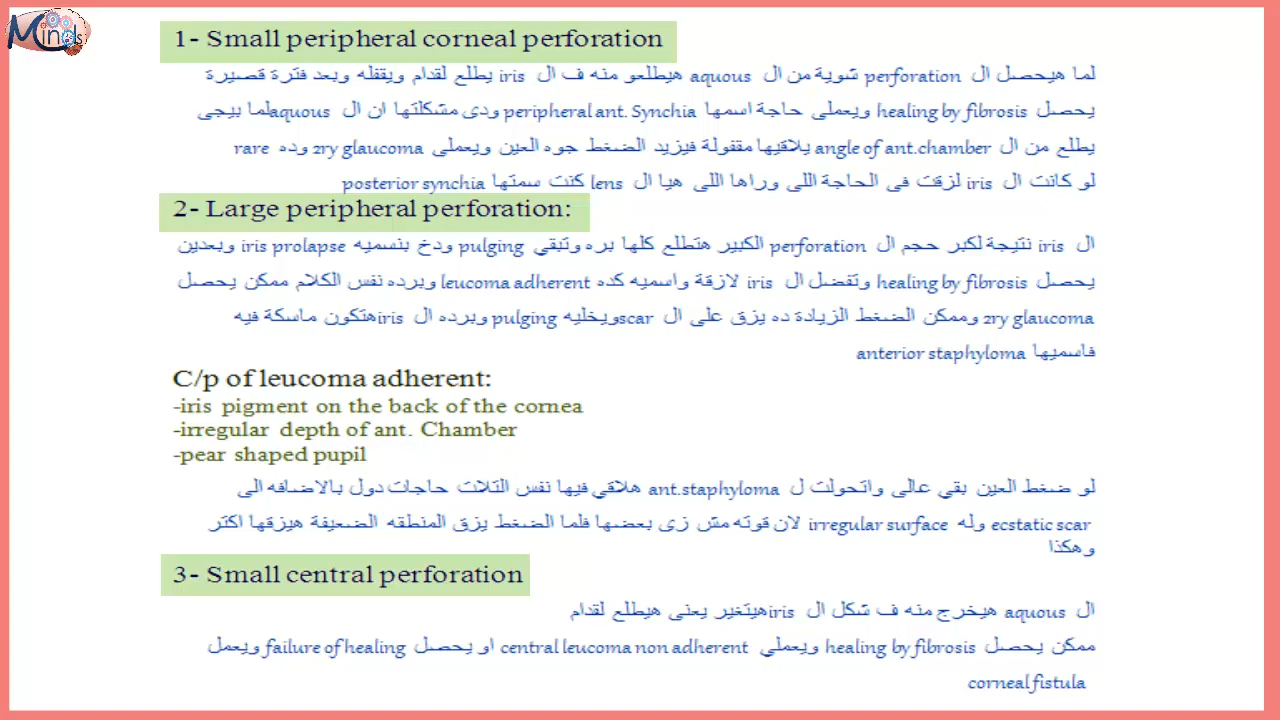 Minds
1- Small peripheral corneal perforation
لما هيحصل ال perforation شوية من ال aquous هيطلعو منه ف ال iris يطلع لقدام ويقفله وبعد فترة قصيرة
يحصل healing by fibrosis ويعملى حاجة اسمها peripheral ant. Synchia ودى مشكلتها ان ال aquousلما بيجى
يطلع من ال angle of ant.chamber يلاقيها مقفولة فيزيد الضغط جوه العين ويعملى 2ry glaucoma وده rare
لو كانت ال iris لزقت فى الحاجة اللى وراها اللى هيا ال lens كنت سمتها posterior synchia
2- Large peripheral perforation:
ال iris نتيجة لكبر حجم ال perforation الكبير هتطلع كلها بره وتبقي pulging ودخ بنسميه iris prolapse وبعدين
يحصل healing by fibrosis وتفضل ال iris لازقة واسميه كده leucoma adherent وبرده نفس الكلام ممكن يحصل
2ry glaucoma وممكن الضغط الزيادة ده يزق على ال scarويخليه pulging وبرده ال irisهتكون ماسكة فيه
فاسميها anterior staphyloma
C/p of leucoma adherent:
-iris pigment on the back of the cornea
-irregular depth of ant. Chamber
-pear shaped pupil
لو ضغط العين بقي عالى واتحولت ل ant.staphyloma هلاقي فيها نفس التلات حاجات دول بالاضافه الى
ecstatic scar وله irregular surface لان قوته مش زى بعضها فلما الضغط يزق المنطقه الضعيفة هيزقها اكتر
وهكذا
3- Small central perforation
ال aquous هيخرج منه ف شكل ال irisهيتغير يعنى هيطلع لقدام
ممكن يحصل healing by fibrosis ويعملي central leucoma non adherent او يحصل failure of healing ويعمل
corneal fistula